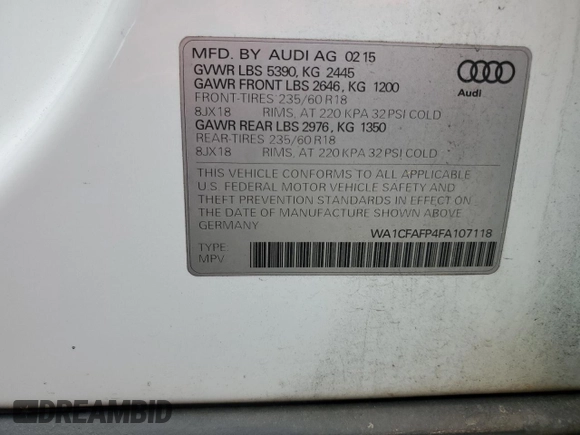 MFD. BY AUDI AG 02 15
GVWR LBS 5390, KG 2445
GAWR FRONT LBS 2646, KG 1200
FRONT-TIRES 235/60 R18
8JX18 RIMS, AT 220 KPA 32 PSI COLD
GAWR REAR LBS 2976, KG 1350
REAR-TIRES 235/60 R18
8JX18 RIMS, AT 220 KPA 32 PSI COLD
Audi
THIS VEHICLE CONFORMS TO ALL APPLICABLE
U.S. FEDERAL MOTOR VEHICLE SAFETY AND
THEFT PREVENTION STANDARDS IN EFFECT ON
THE DATE OF MANUFACTURE SHOWN ABOVE
GERMANY
WA1CFAFP4FA107118
TYPE
MPV
DREAMBID